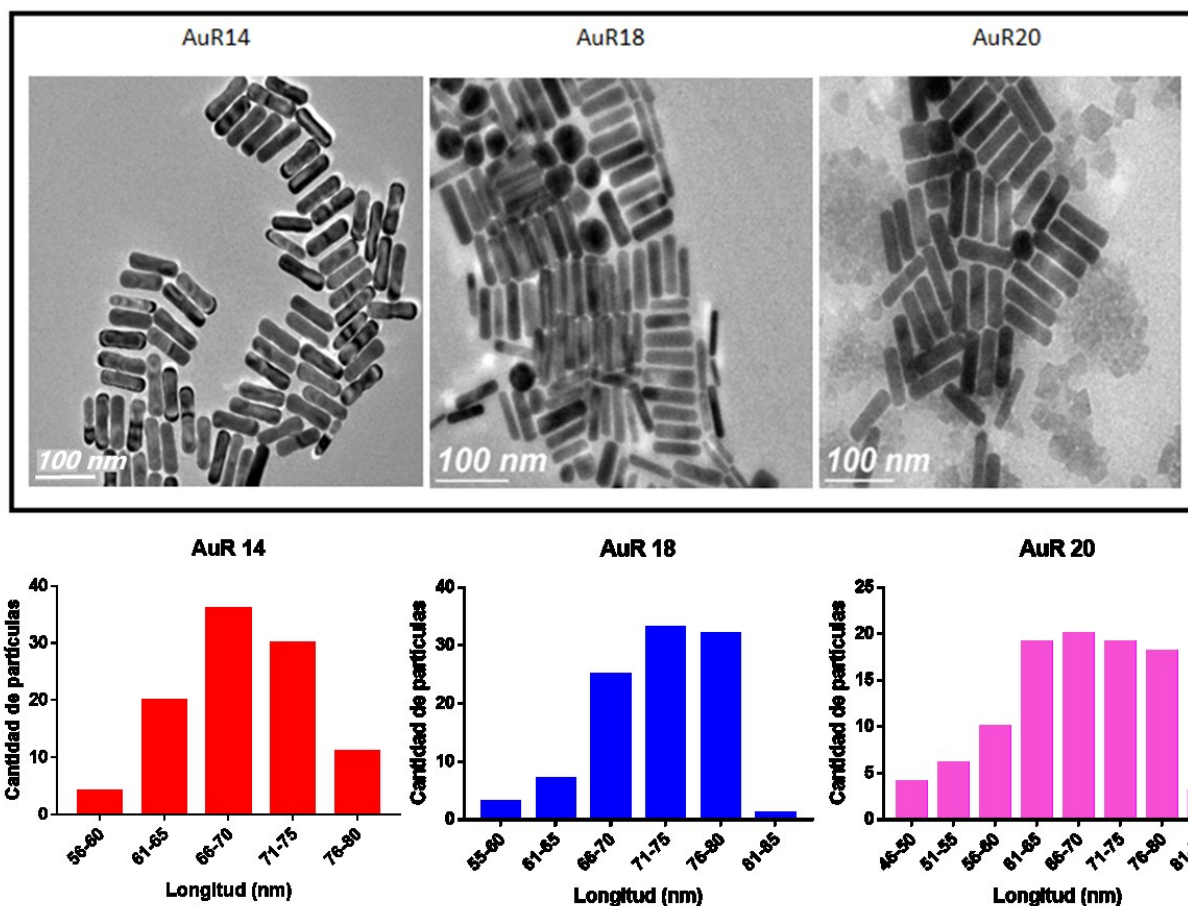 AuR14
AuR18
AuR20
100 nm
100 nm
100 nm
AuR 14
Cantidad de partículas
40
30
20
10
0
56-60
61-65
66-70
71-75
76-80
Longitud (nm)
AuR 18
Cantidad de partículas
40
30
20
10
0
55-60
61-65
66-70
71-75
76-80
81-85
Longitud (nm)
AuR 20
Cantidad de partículas
25
20
15
10
5
0
46-50
51-55
56-60
61-65
66-70
71-75
76-80
Longitud (nm)